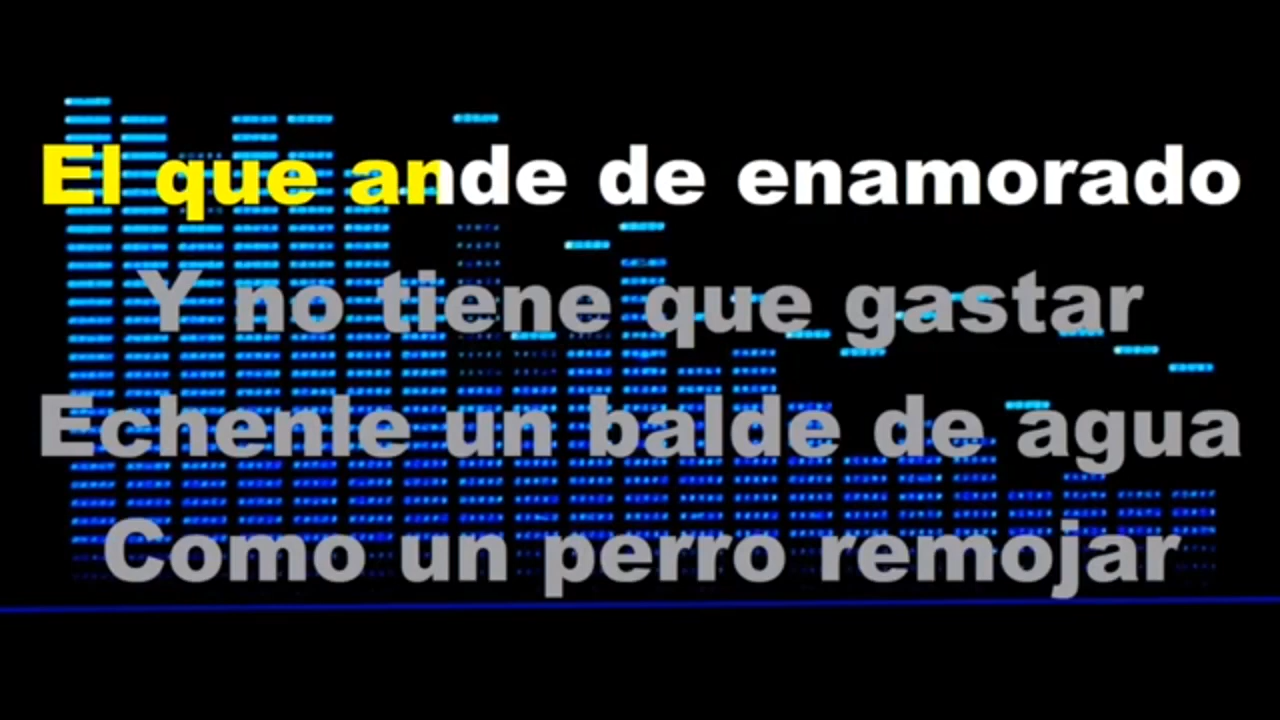 El que ande de enamorado
Y no tiene que gastar
Echenle un balde de agua
Como un perro remojar